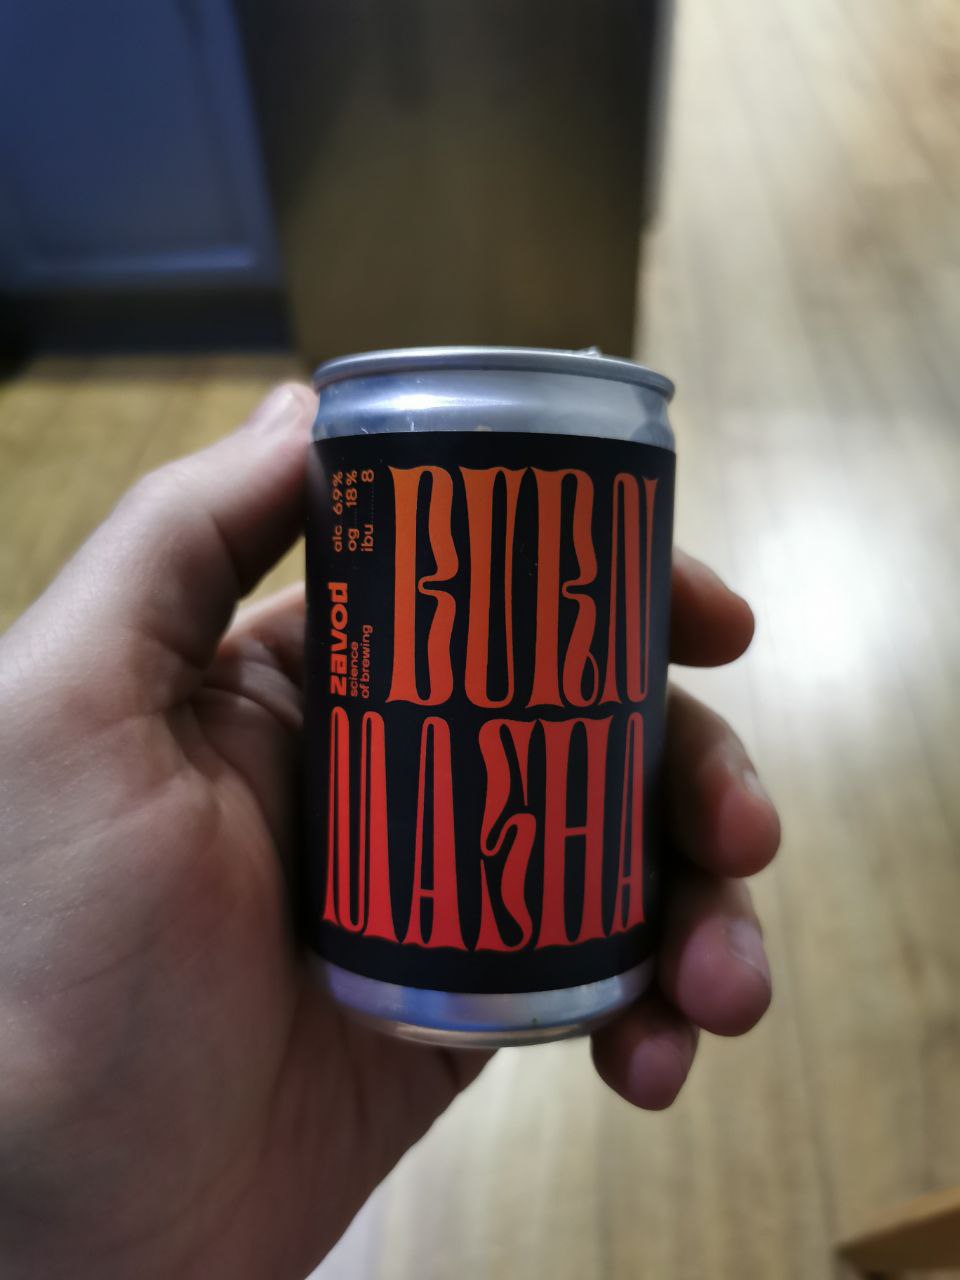 BURN
MASHA
zavod
science
of brewing
alc 6.9%
og 18%
ibu 8